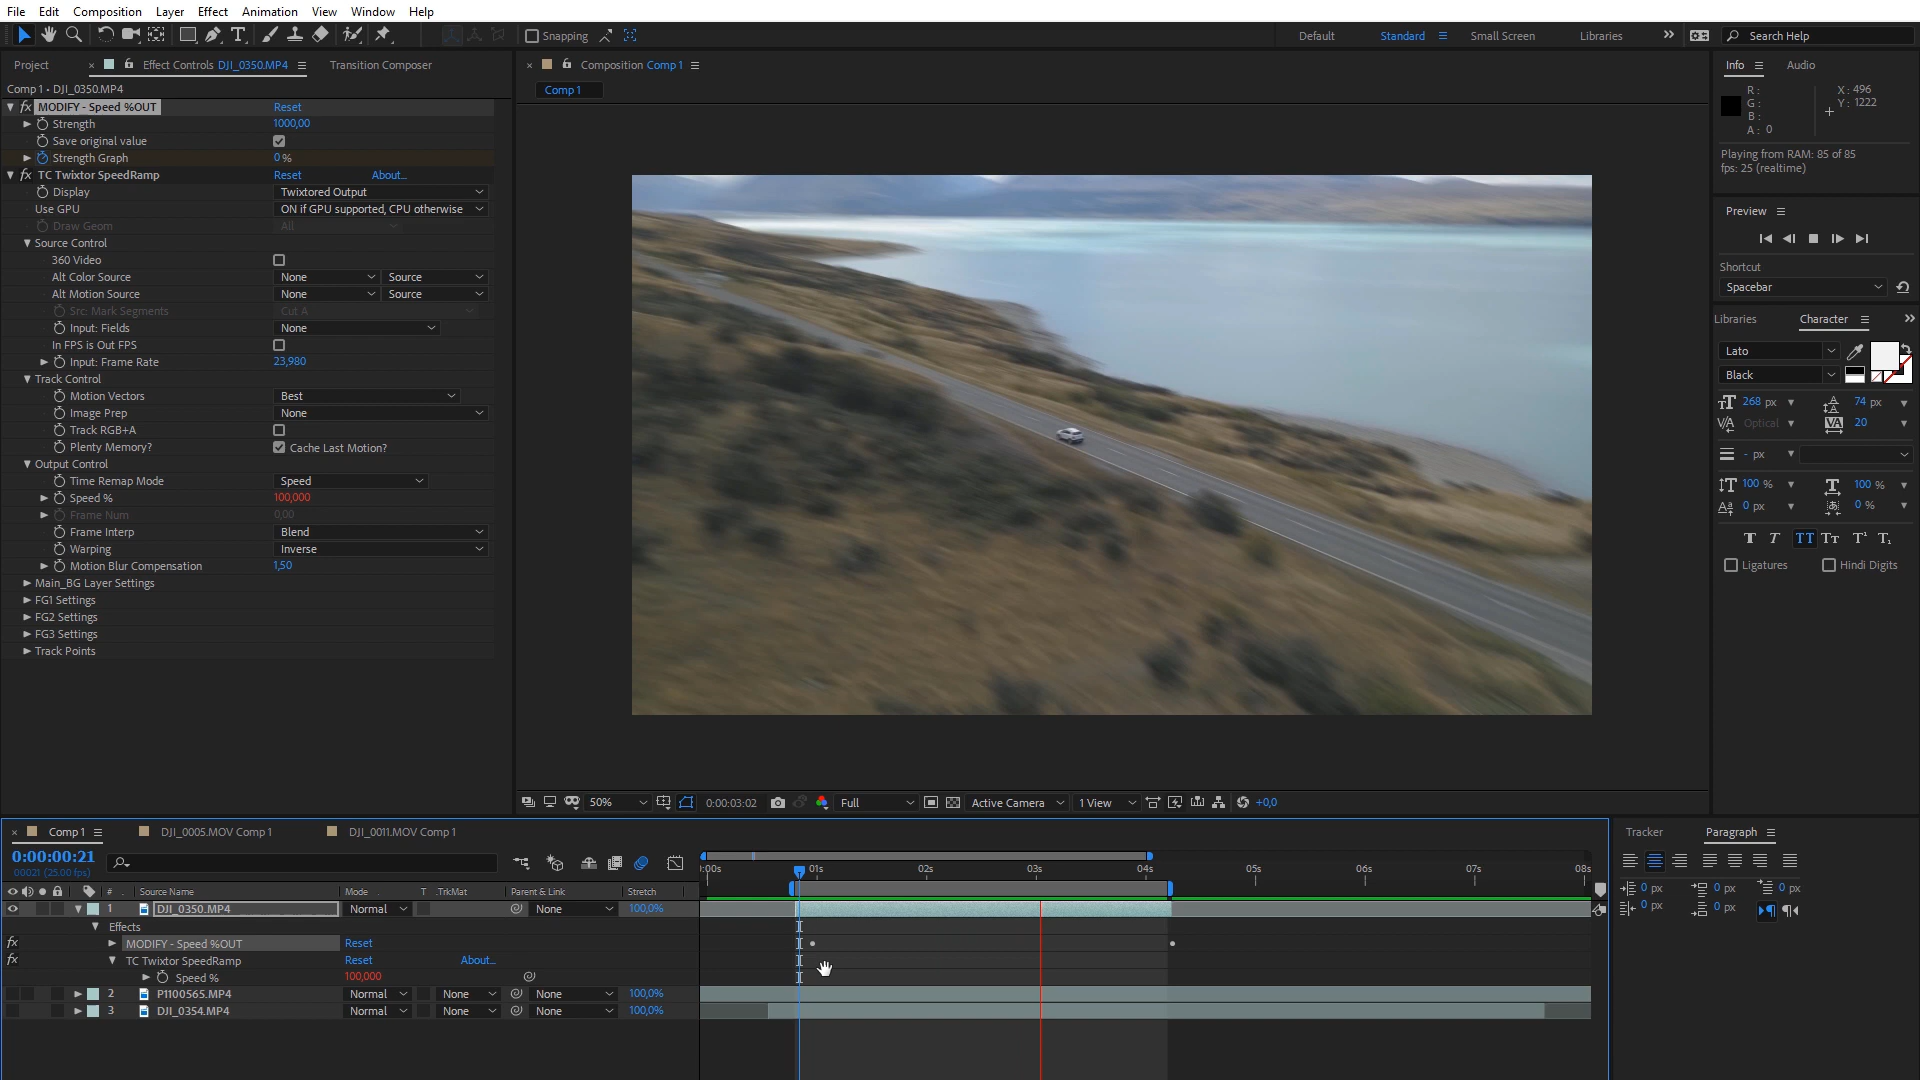 File Edit Composition Layer Effect Animation View Window Help
Snapping Default Standard Small Screen Libraries Search Help
Project Effect Controls DJI_0350.MP4 Transition Composer
Comp 1 • DJI_0350.MP4
fx MODIFY - Speed %OUT Reset
Strength 1000,00
Save original value
Strength Graph 0 %
fx TC Twixtor SpeedRamp Reset About...
Display Twixtored Output
Use GPU ON if GPU supported, CPU otherwise
Draw Geom All
Source Control
360 Video
Alt Color Source None Source
Alt Motion Source None Source
Src: Mark Segments Cut A
Input: Fields None
In FPS is Out FPS
Input: Frame Rate 23,980
Track Control
Motion Vectors Best
Image Prep None
Track RGB+A
Plenty Memory? Cache Last Motion?
Output Control
Time Remap Mode Speed
Speed % 100,000
Frame Num 0,00
Frame Interp Blend
Warping Inverse
Motion Blur Compensation 1,50
Main_BG Layer Settings
FG1 Settings
FG2 Settings
FG3 Settings
Track Points
Composition Comp 1
Comp 1
50% 0:00:03:02 Full Active Camera 1 View +0,0
Info Audio
R : X : 496
G : Y : 1222
B :
A : 0
Playing from RAM: 85 of 85
fps: 25 (realtime)
Preview
Shortcut
Spacebar
Libraries Character
Lato
Black
268 px 74 px
Optical 20
- px
100 % 100 %
0 px 0 %
Ligatures Hindi Digits
Comp 1 DJI_0005.MOV Comp 1 DJI_0011.MOV Comp 1
0:00:00:21
00021 (25.00 fps)
:00s 01s 02s 03s 04s 05s 06s 07s 08s
# Source Name Mode T .TrkMat Parent & Link Stretch
1 DJI_0350.MP4 Normal None 100,0%
Effects
fx MODIFY - Speed %OUT Reset
fx TC Twixtor SpeedRamp Reset About...
Speed % 100,000
2 P1100565.MP4 Normal None None 100,0%
3 DJI_0354.MP4 Normal None None 100,0%
Tracker Paragraph
0 px 0 px 0 px
0 px 0 px